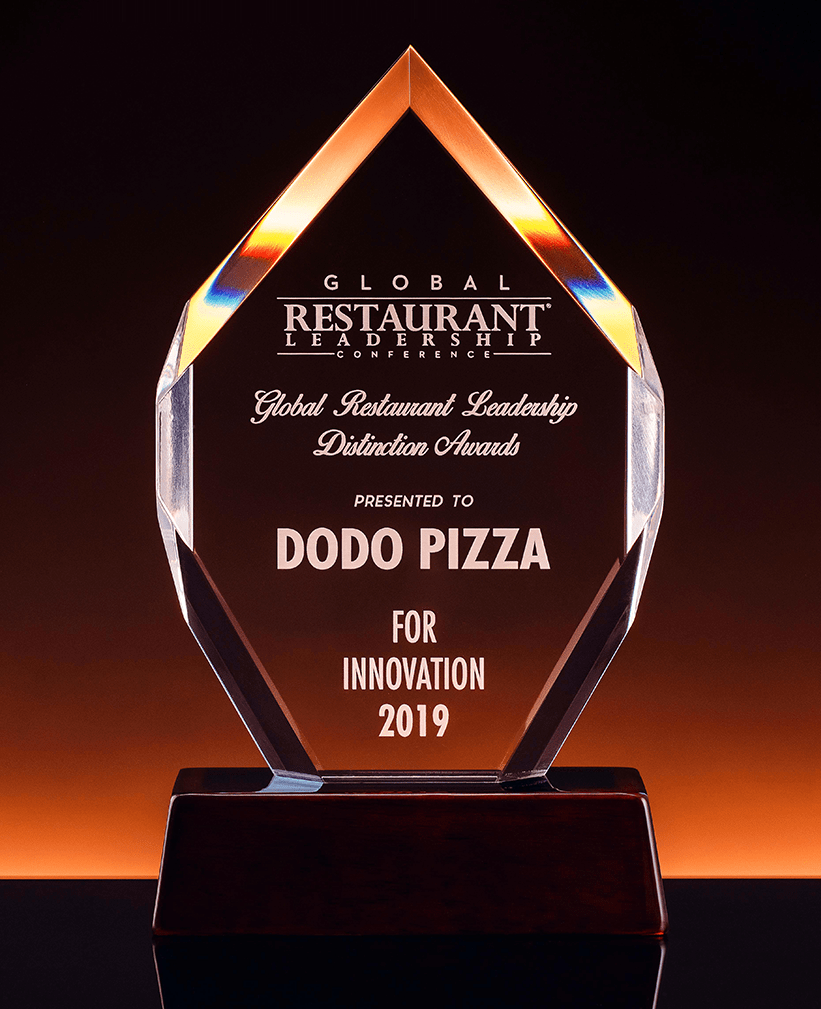 GLOBAL
RESTAURANT®
LEADERSHIP
CONFERENCE
Global Restaurant Leadership
Distinction Awards
PRESENTED TO
DODO PIZZA
FOR
INNOVATION
2019